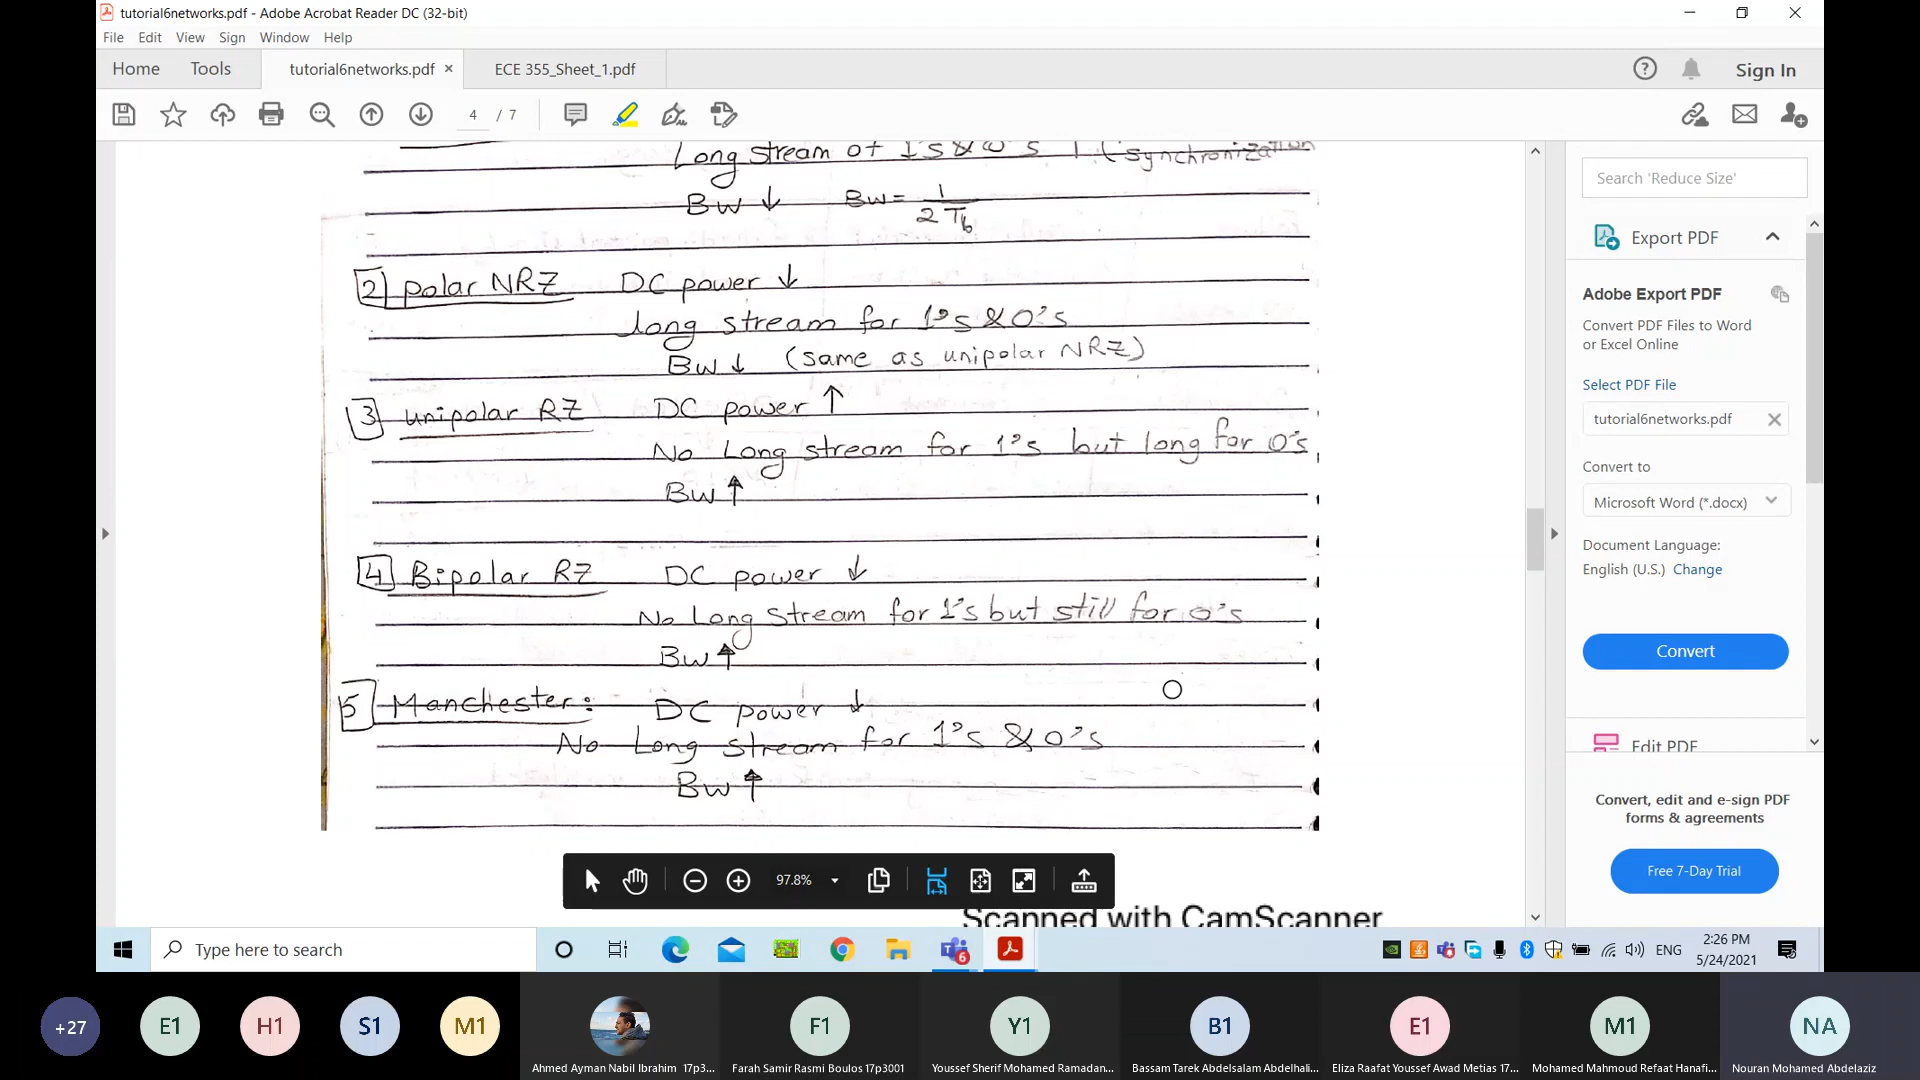 tutorial6networks.pdf - Adobe Acrobat Reader DC (32-bit)
File Edit View Sign Window Help
Home Tools tutorial6networks.pdf × ECE 355_Sheet_1.pdf Sign In
4 / 7
Long stream of 1's & 0's (synchronization
BW ↓ BW = 1/2Tb
2 polar NRZ DC power ↓
long stream for 1's & 0's
BW ↓ (same as unipolar NRZ)
3 unipolar RZ DC power ↑
No Long stream for 1's but long for 0's
BW ↑
4 Bipolar RZ DC power ↓
No Long stream for 1's but still for 0's
BW ↑
5 Manchester: DC power ↓
No Long stream for 1's & 0's
BW ↑
Scanned with CamScanner
97.8%
Search 'Reduce Size'
Export PDF
Adobe Export PDF
Convert PDF Files to Word
or Excel Online
Select PDF File
tutorial6networks.pdf
Convert to
Microsoft Word (*.docx)
Document Language:
English (U.S.) Change
Convert
Edit PDF
Convert, edit and e-sign PDF
forms & agreements
Free 7-Day Trial
Type here to search
6
ENG
2:26 PM
5/24/2021
+27 E1 H1 S1 M1 F1 Y1 B1 E1 M1 NA
Ahmed Ayman Nabil Ibrahim 17p3...
Farah Samir Rasmi Boulos 17p3001
Youssef Sherif Mohamed Ramadan...
Bassam Tarek Abdelsalam Abdelhali...
Eliza Raafat Youssef Awad Metias 17...
Mohamed Mahmoud Refaat Hanafi...
Nouran Mohamed Abdelaziz